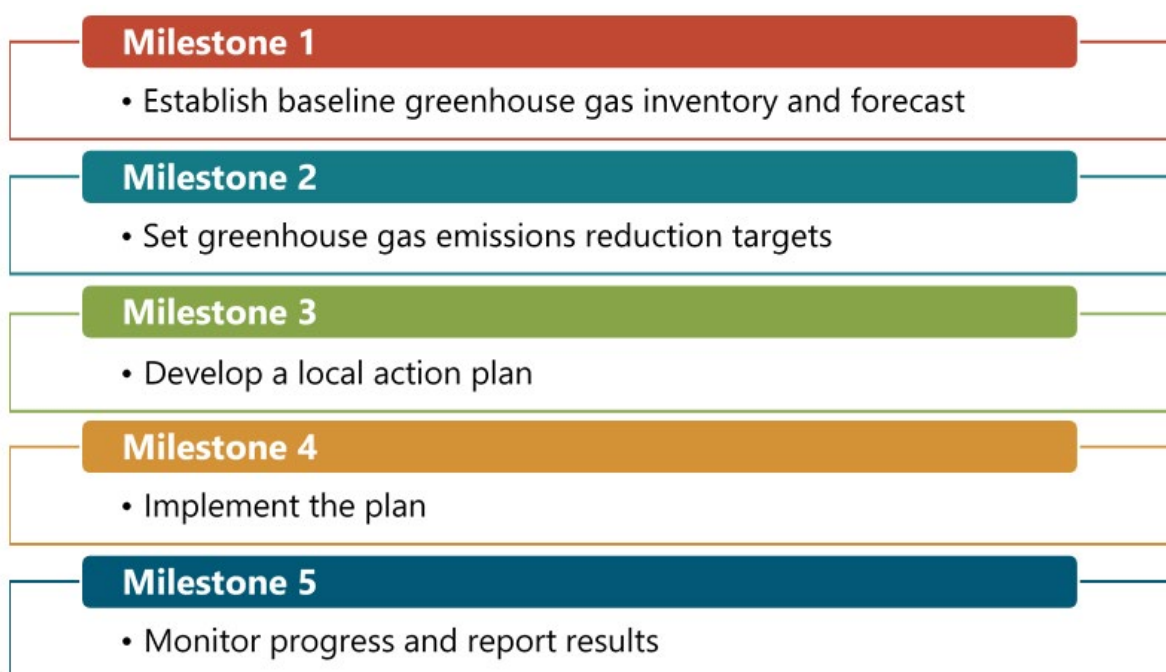 Milestone 1
• Establish baseline greenhouse gas inventory and forecast
Milestone 2
• Set greenhouse gas emissions reduction targets
Milestone 3
• Develop a local action plan
Milestone 4
• Implement the plan
Milestone 5
• Monitor progress and report results